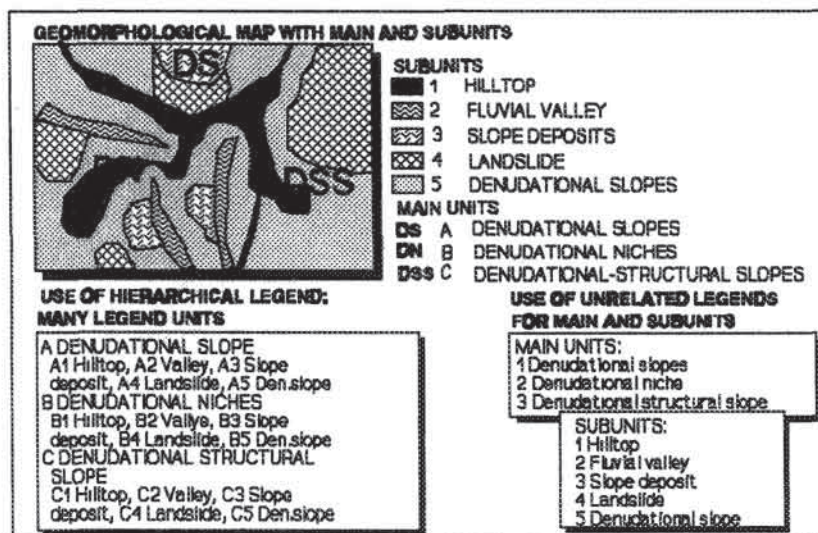 GEOMORPHOLOGICAL MAP WITH MAIN AND SUBUNITS
DS
DSS
SUBUNITS
1 HILLTOP
2 FLUVIAL VALLEY
3 SLOPE DEPOSITS
4 LANDSLIDE
5 DENUDATIONAL SLOPES
MAIN UNITS
DS A DENUDATIONAL SLOPES
DN B DENUDATIONAL NICHES
DSS C DENUDATIONAL-STRUCTURAL SLOPES
USE OF HIERARCHICAL LEGEND:
MANY LEGEND UNITS
A DENUDATIONAL SLOPE
A1 Hilltop, A2 Valley, A3 Slope
deposit, A4 Landslide, A5 Den.slope
B DENUDATIONAL NICHES
B1 Hilltop, B2 Vallye, B3 Slope
deposit, B4 Landslide, B5 Den.slope
C DENUDATIONAL STRUCTURAL
SLOPE
C1 Hilltop, C2 Valley, C3 Slope
deposit, C4 Landslide, C5 Den.slope
USE OF UNRELATED LEGENDS
FOR MAIN AND SUBUNITS
MAIN UNITS:
1 Denudational slopes
2 Denudational niche
3 Denudational structural slope
SUBUNITS:
1 Hilltop
2 Fluvial valley
3 Slope deposit
4 Landslide
5 Denudational slope